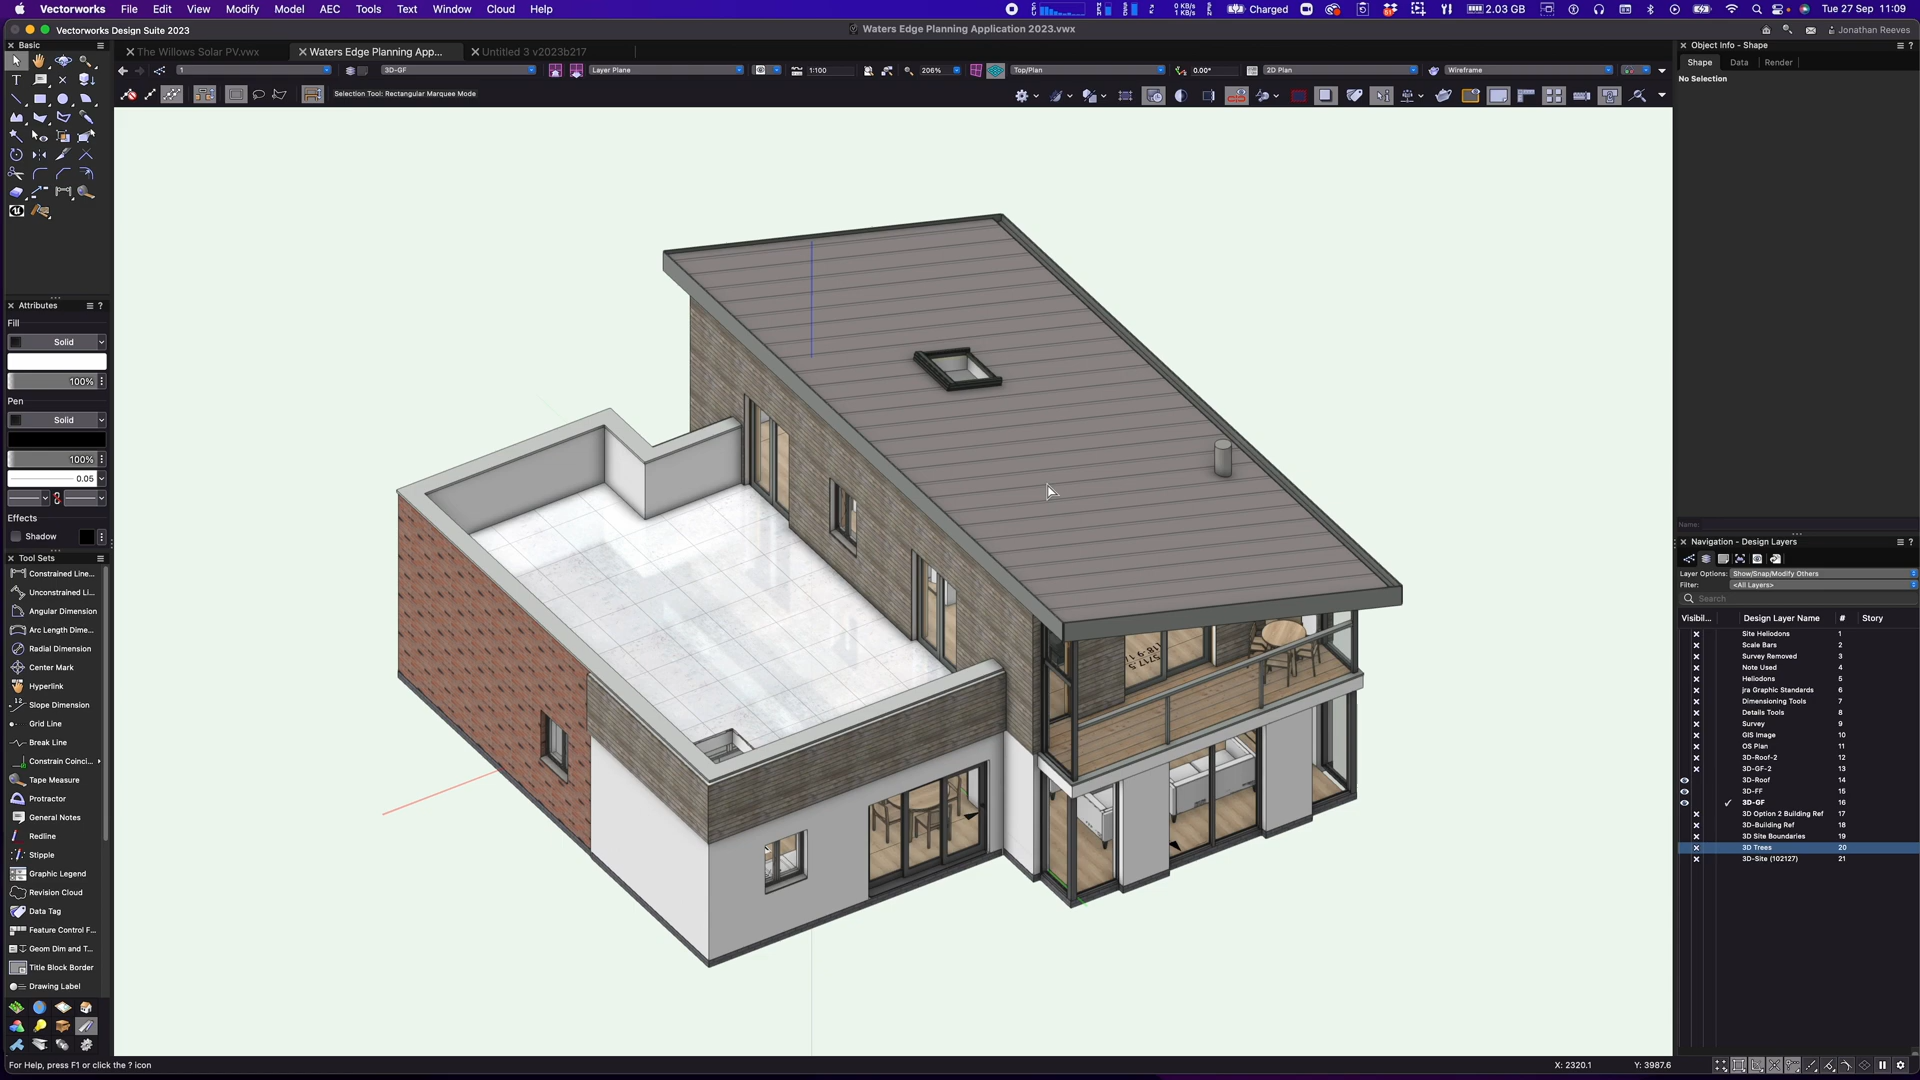 Vectorworks File Edit View Modify Model AEC Tools Text Window Cloud Help
0 KB/s
1 KB/s
Charged
2.03 GB
Tue 27 Sep 11:09
Vectorworks Design Suite 2023
Waters Edge Planning Application 2023.vwx
Jonathan Reeves
Basic
The Willows Solar PV.vwx
Waters Edge Planning App...
Untitled 3 v2023b217
Object Info - Shape
1
3D-GF
Layer Plane
1:100
206%
Top/Plan
0.00°
2D Plan
Wireframe
Shape Data Render
No Selection
Selection Tool: Rectangular Marquee Mode
Attributes
Fill
Solid
100%
Pen
Solid
100%
0.05
Effects
Shadow
Tool Sets
Constrained Line...
Unconstrained Li...
Angular Dimension
Arc Length Dime...
Radial Dimension
Center Mark
Hyperlink
Slope Dimension
Grid Line
Break Line
Constrain Coinci...
Tape Measure
Protractor
General Notes
Redline
Stipple
Graphic Legend
Revision Cloud
Data Tag
Feature Control F...
Geom Dim and T...
Title Block Border
Drawing Label
Name:
Navigation - Design Layers
Layer Options: Show/Snap/Modify Others
Filter: <All Layers>
Search
Visibil... Design Layer Name # Story
Site Heliodons 1
Scale Bars 2
Survey Removed 3
Note Used 4
Heliodons 5
jra Graphic Standards 6
Dimensioning Tools 7
Details Tools 8
Survey 9
GIS Image 10
OS Plan 11
3D-Roof-2 12
3D-GF-2 13
3D-Roof 14
3D-FF 15
3D-GF 16
3D Option 2 Building Ref 17
3D-Building Ref 18
3D Site Boundaries 19
3D Trees 20
3D-Site (102127) 21
For Help, press F1 or click the ? icon
X: 2320.1
Y: 3987.6